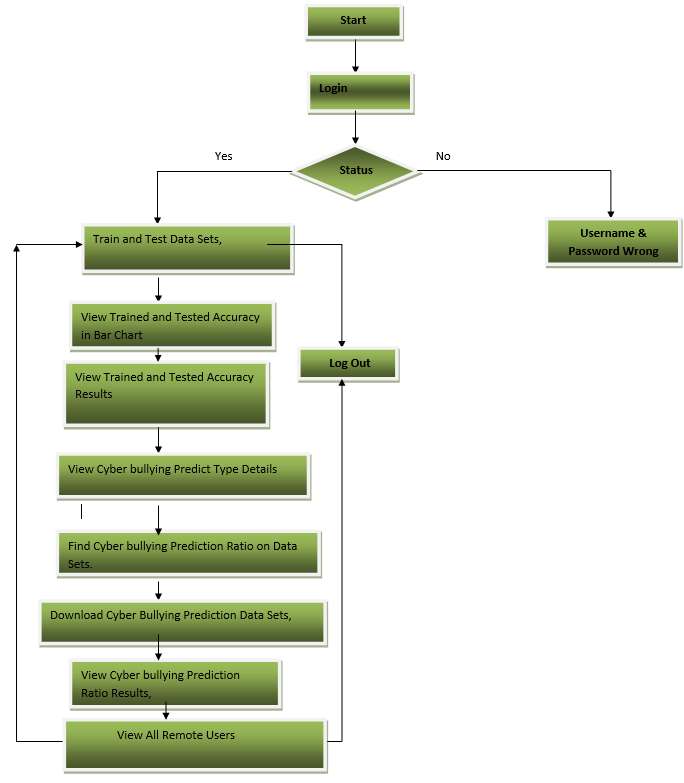 Start
Login
Status
Yes
No
Username &
Password Wrong
Train and Test Data Sets,
View Trained and Tested Accuracy
in Bar Chart
Log Out
View Trained and Tested Accuracy
Results
View Cyber bullying Predict Type Details
Find Cyber bullying Prediction Ratio on Data
Sets.
Download Cyber Bullying Prediction Data Sets,
View Cyber bullying Prediction
Ratio Results,
View All Remote Users